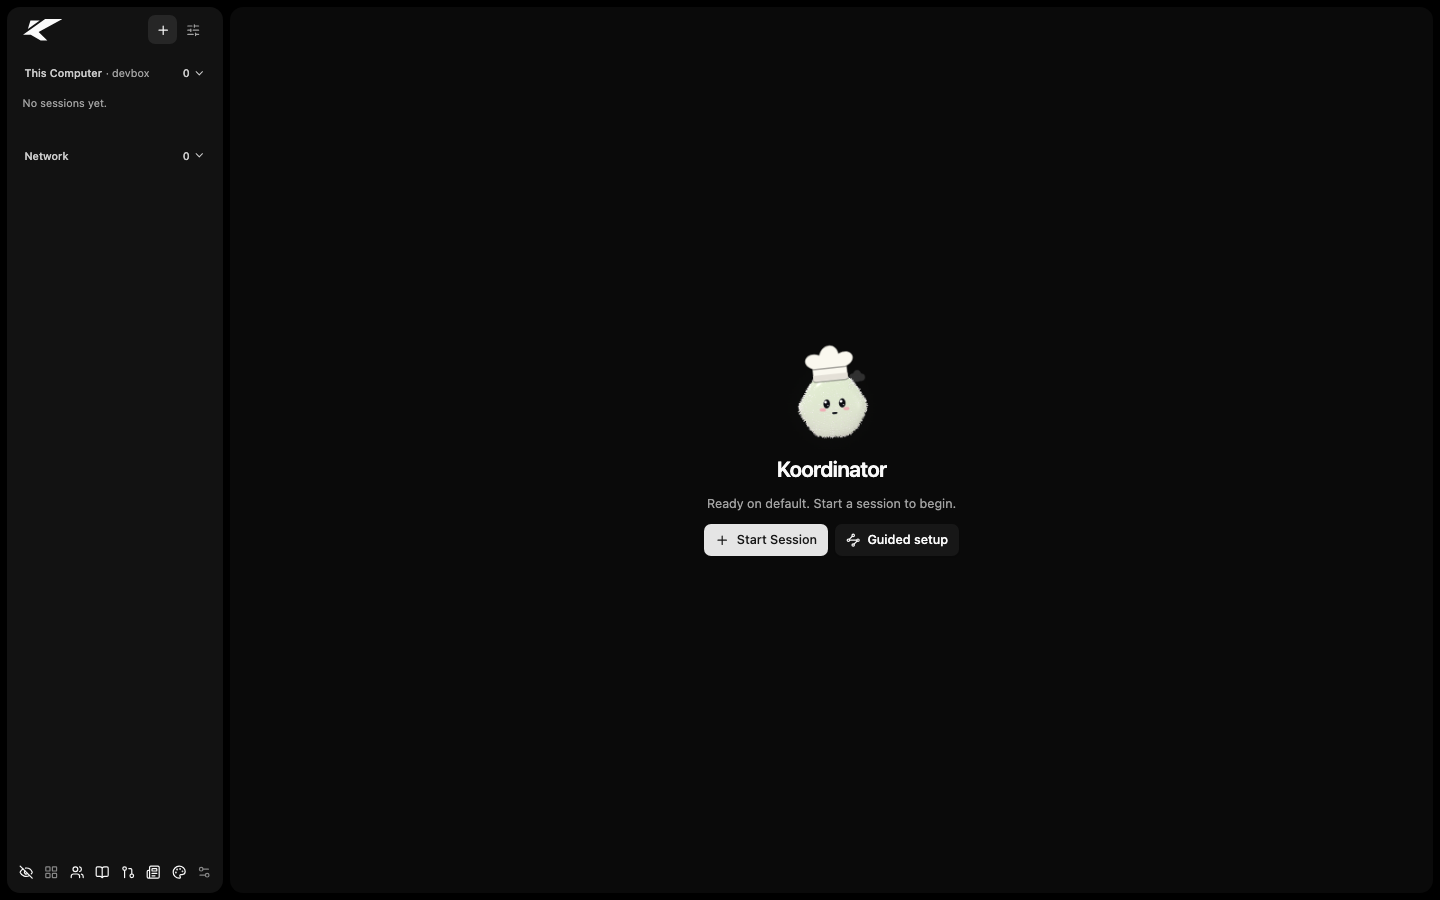 This Computer · devbox 0
No sessions yet.
Network 0
Koordinator
Ready on default. Start a session to begin.
Start Session Guided setup